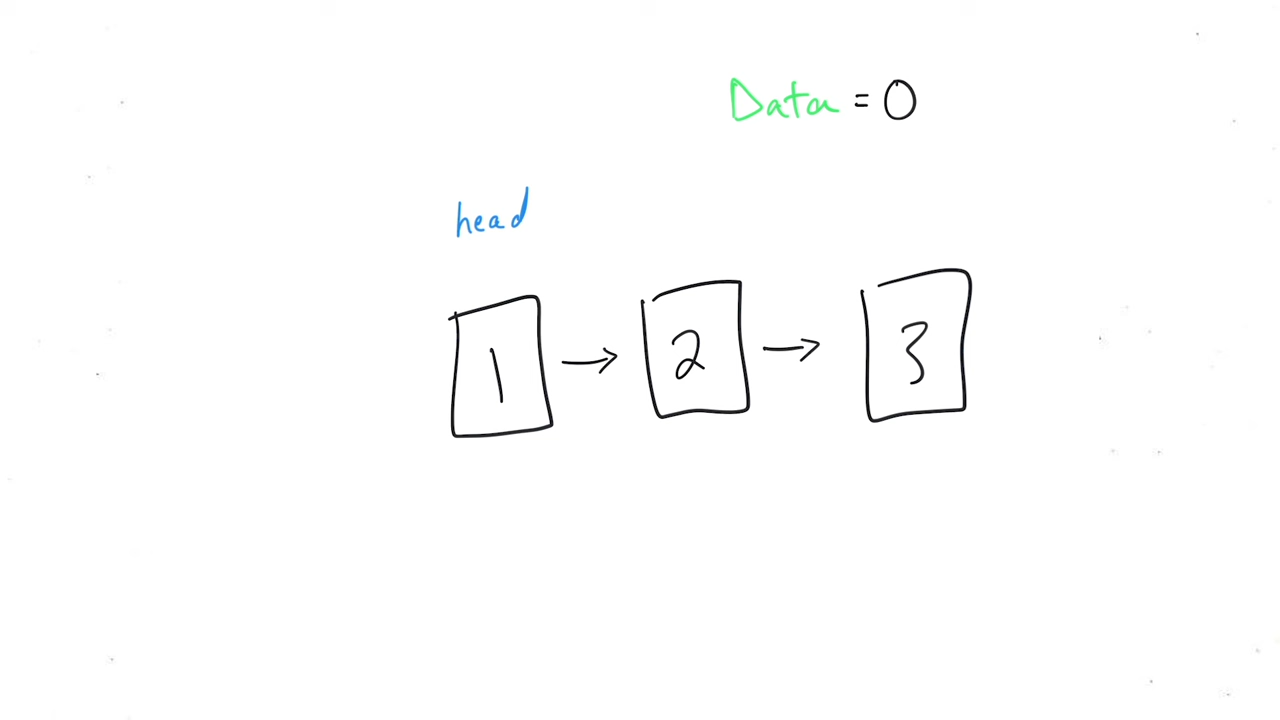 Data = 0
head
1 → 2 → 3